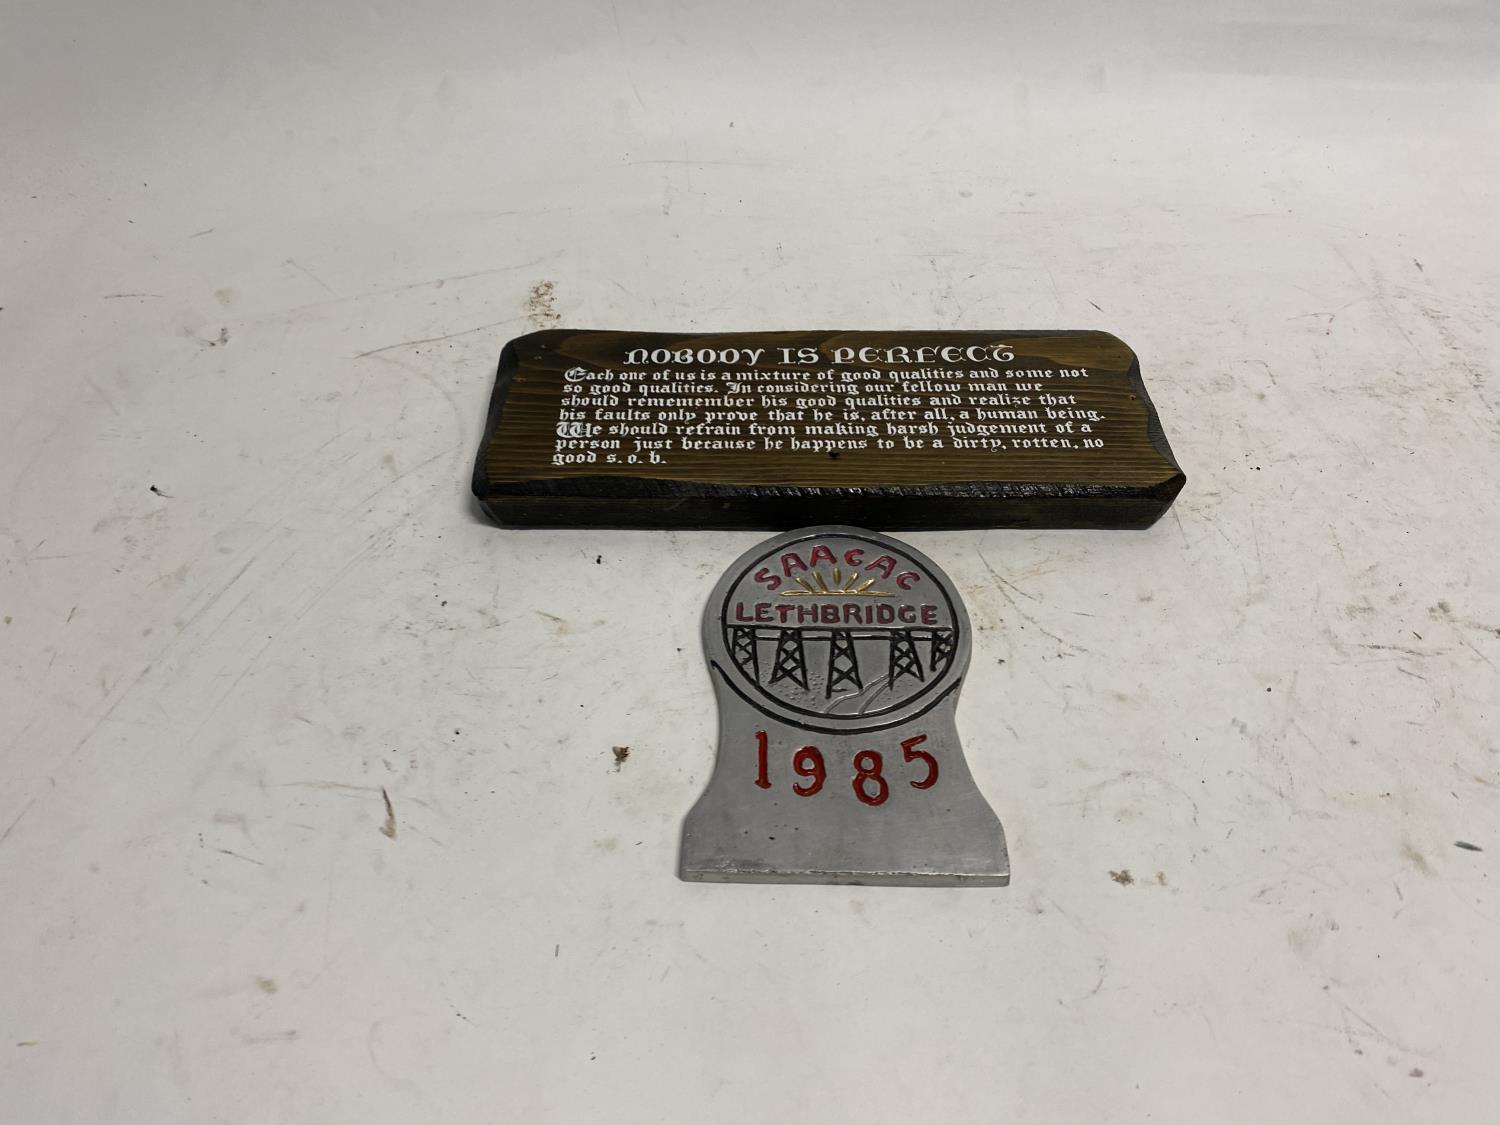 NOBODY IS PERFECT
Each one of us is a mixture of good qualities and some not
so good qualities. In considering our fellow man we
should rememember his good qualities and realize that
his faults only prove that he is, after all, a human being.
We should refrain from making harsh judgement of a
person just because he happens to be a dirty, rotten, no
good s. o. b.
SAACAC
LETHBRIDGE
1985